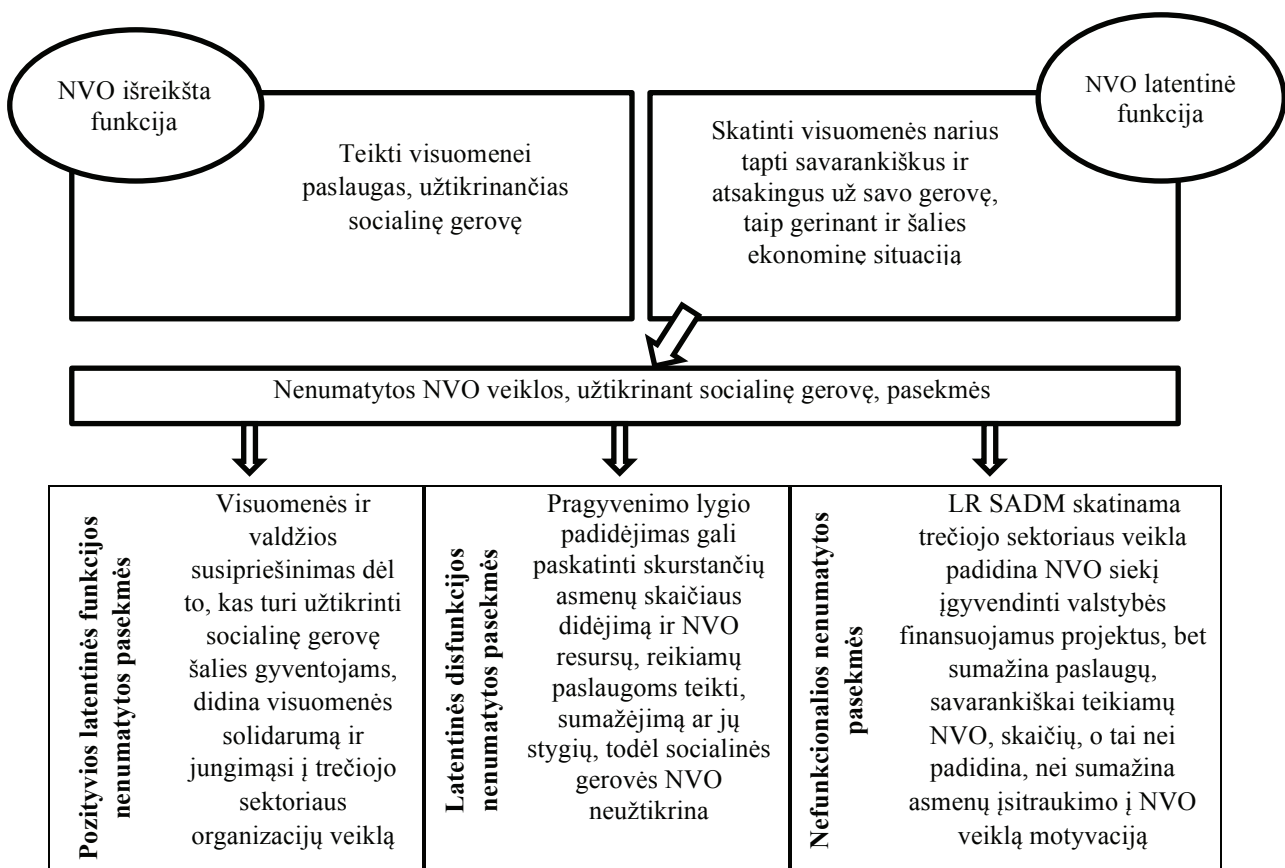 NVO išreikšta
funkcija
Teikti visuomenei
paslaugas, užtikrinančias
socialinę gerovę
NVO latentinė
funkcija
Skatinti visuomenės narius
tapti savarankiškus ir
atsakingus už savo gerovę,
taip gerinant ir šalies
ekonominę situaciją
Nenumatytos NVO veiklos, užtikrinant socialinę gerovę, pasekmės
Pozityvios latentinės funkcijos
nenumatytos pasekmės
Visuomenės ir
valdžios
susipriešinimas dėl
to, kas turi užtikrinti
socialinę gerovę
šalies gyventojams,
didina visuomenės
solidarumą ir
jungimąsi į trečiojo
sektoriaus
organizacijų veiklą
Latentinės disfunkcijos
nenumatytos pasekmės
Pragyvenimo lygio
padidėjimas gali
paskatinti skurstančių
asmenų skaičiaus
didėjimą ir NVO
resursų, reikiamų
paslaugoms teikti,
sumažėjimą ar jų
stygių, todėl socialinės
gerovės NVO
neužtikrina
Nefunkcionalios nenumatytos
pasekmės
LR SADM skatinama
trečiojo sektoriaus veikla
padidina NVO siekį
įgyvendinti valstybės
finansuojamus projektus, bet
sumažina paslaugų,
savarankiškai teikiamų
NVO, skaičių, o tai nei
padidina, nei sumažina
asmenų įsitraukimo į NVO
veiklą motyvaciją